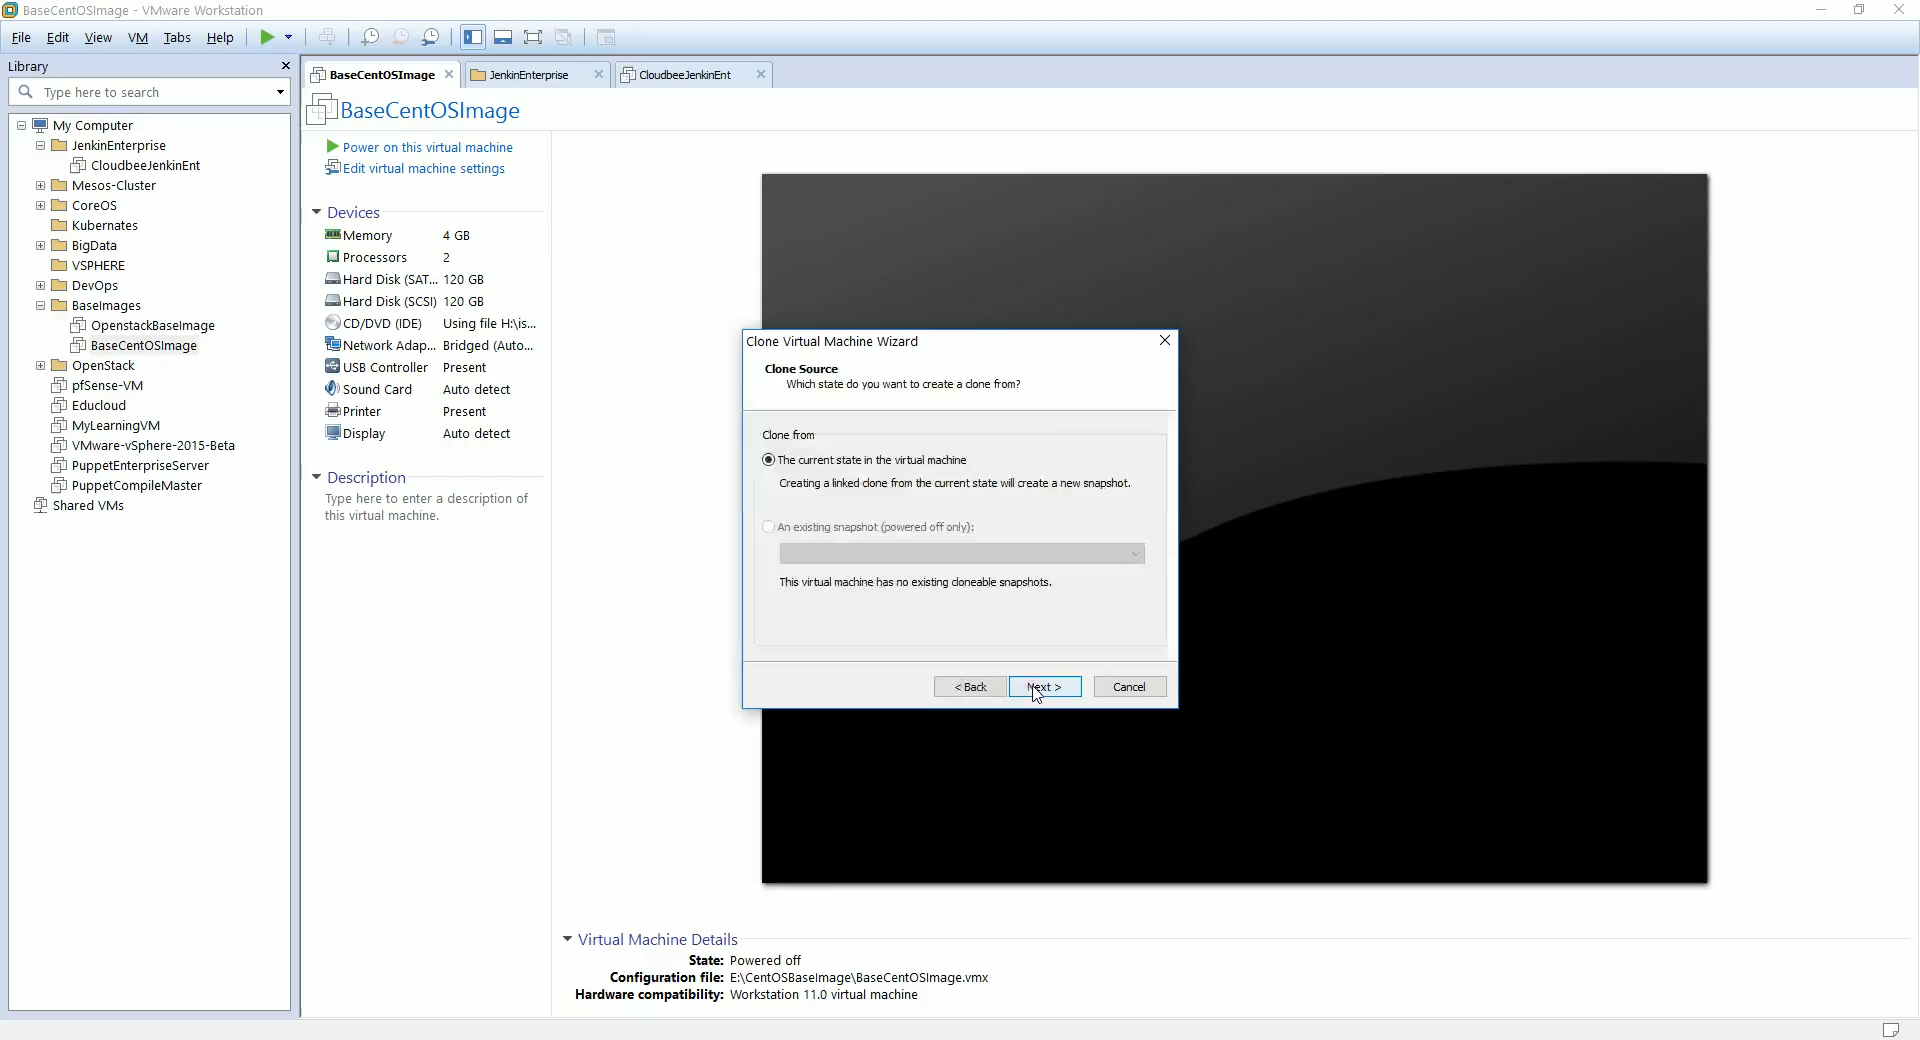 BaseCentOSImage - VMware Workstation
File Edit View VM Tabs Help
Library
Type here to search
My Computer
JenkinEnterprise
CloudbeeJenkinEnt
Mesos-Cluster
CoreOS
Kubernates
BigData
VSPHERE
DevOps
BaseImages
OpenstackBaseImage
BaseCentOSImage
OpenStack
pfSense-VM
Educloud
MyLearningVM
VMware-vSphere-2015-Beta
PuppetEnterpriseServer
PuppetCompileMaster
Shared VMs
BaseCentOSImage JenkinEnterprise CloudbeeJenkinEnt
BaseCentOSImage
Power on this virtual machine
Edit virtual machine settings
Devices
Memory 4 GB
Processors 2
Hard Disk (SAT... 120 GB
Hard Disk (SCSI) 120 GB
CD/DVD (IDE) Using file H:\is...
Network Adap... Bridged (Auto...
USB Controller Present
Sound Card Auto detect
Printer Present
Display Auto detect
Description
Type here to enter a description of
this virtual machine.
Clone Virtual Machine Wizard
Clone Source
Which state do you want to create a clone from?
Clone from
The current state in the virtual machine
Creating a linked clone from the current state will create a new snapshot.
An existing snapshot (powered off only):
This virtual machine has no existing cloneable snapshots.
< Back Next > Cancel
Virtual Machine Details
State: Powered off
Configuration file: E:\CentOSBaseImage\BaseCentOSImage.vmx
Hardware compatibility: Workstation 11.0 virtual machine